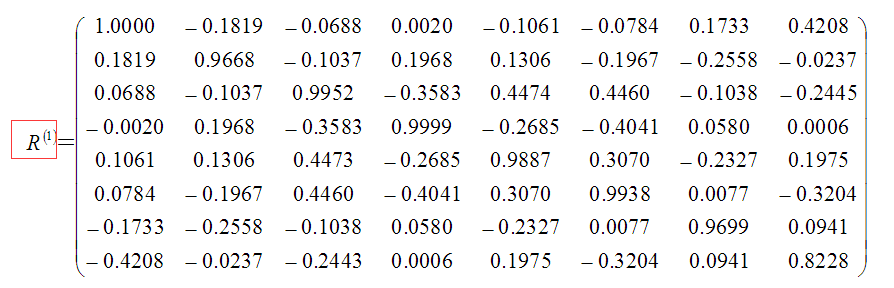 1.0000 − 0.1819 − 0.0688 0.0020 − 0.1061 − 0.0784 0.1733 0.4208
0.1819 0.9668 − 0.1037 0.1968 0.1306 − 0.1967 − 0.2558 − 0.0237
0.0688 − 0.1037 0.9952 − 0.3583 0.4474 0.4460 − 0.1038 − 0.2445
R⁽¹⁾= − 0.0020 0.1968 − 0.3583 0.9999 − 0.2685 − 0.4041 0.0580 0.0006
0.1061 0.1306 0.4473 − 0.2685 0.9887 0.3070 − 0.2327 0.1975
0.0784 − 0.1967 0.4460 − 0.4041 0.3070 0.9938 0.0077 − 0.3204
− 0.1733 − 0.2558 − 0.1038 0.0580 − 0.2327 0.0077 0.9699 0.0941
− 0.4208 − 0.0237 − 0.2443 0.0006 0.1975 − 0.3204 0.0941 0.8228